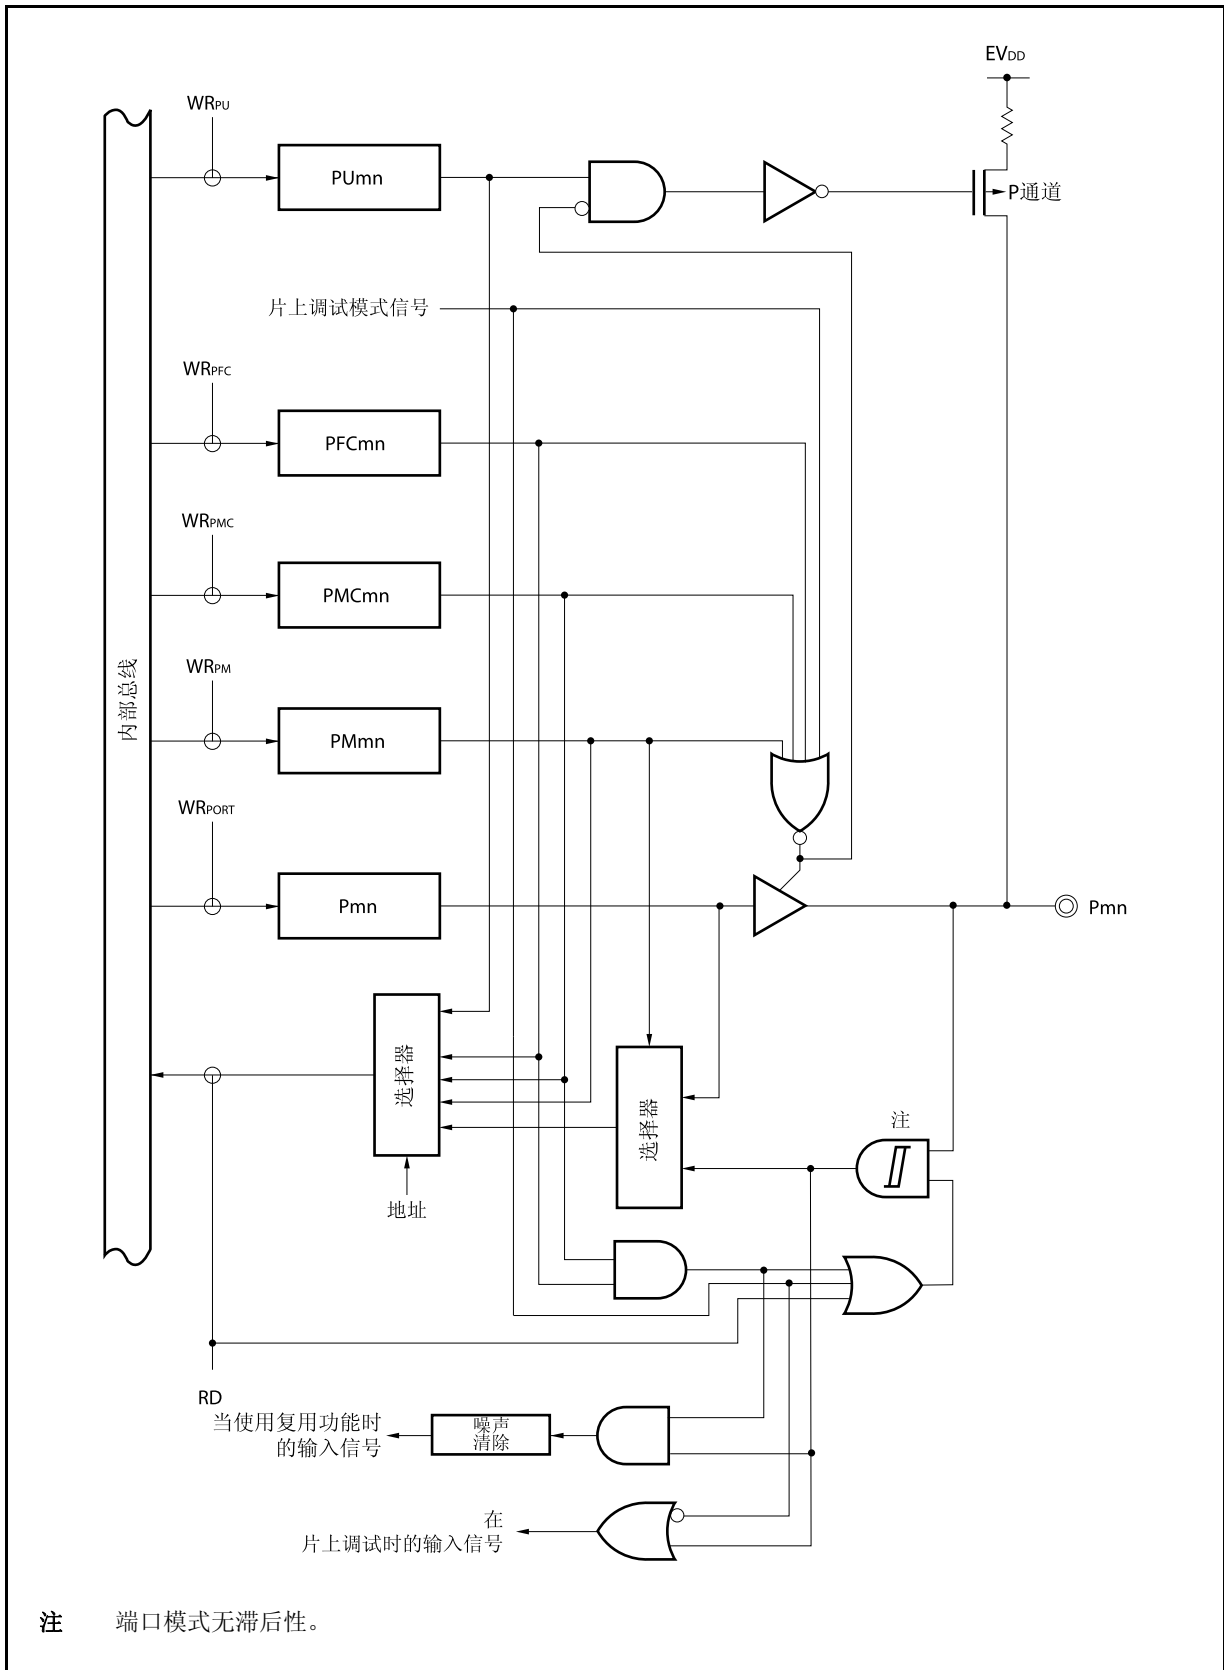 EVDD
WRPU
PUmn
P通道
片上调试模式信号
WRPFC
PFCmn
WRPMC
PMCmn
内部总线
WRPM
PMmn
WRPORT
Pmn
Pmn
选择器
选择器
注
地址
RD
当使用复用功能时
的输入信号
噪声
清除
在
片上调试时的输入信号
注 端口模式无滞后性。